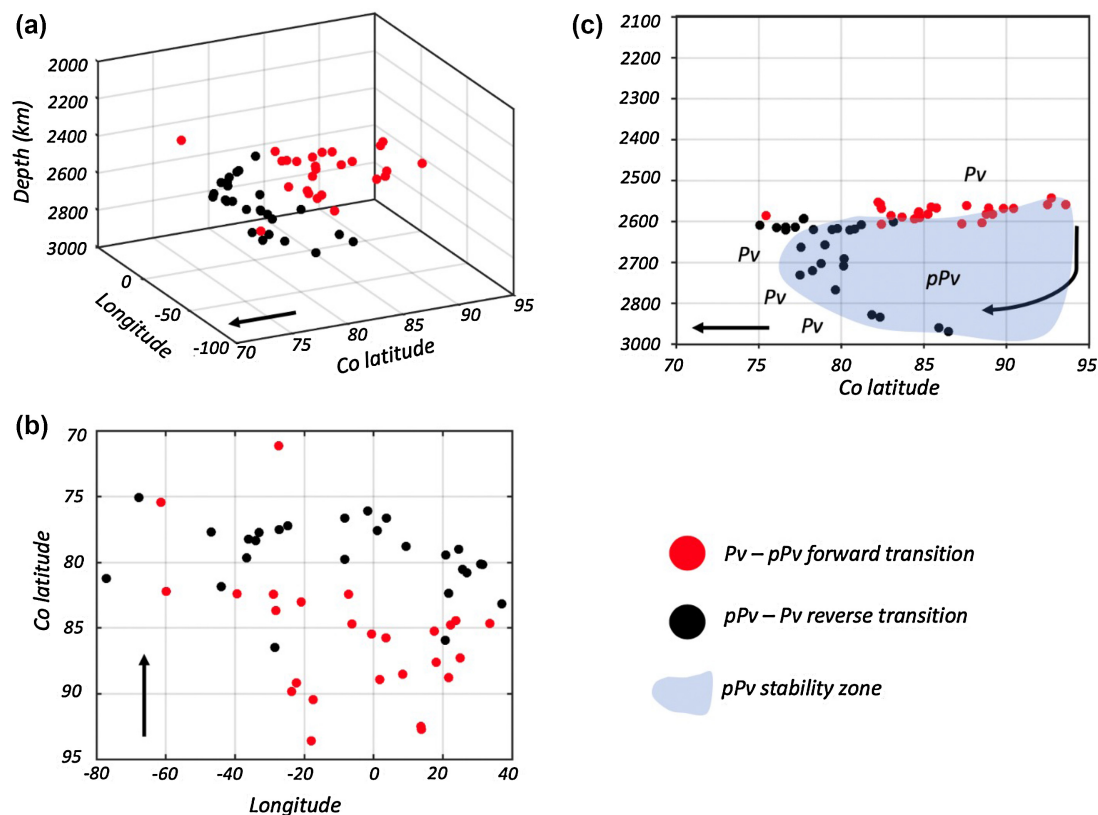 (a)
2000
2200
2400
2600
2800
3000
Depth (km)
0
-50
-100
Longitude
70
75
80
85
90
95
Co latitude
(c)
2100
2200
2300
2400
2500
2600
2700
2800
2900
3000
Pv
Pv
pPv
Pv
Pv
70
75
80
85
90
95
Co latitude
(b)
70
75
80
85
90
95
Co latitude
-80
-60
-40
-20
0
20
40
Longitude
Pv – pPv forward transition
pPv – Pv reverse transition
pPv stability zone